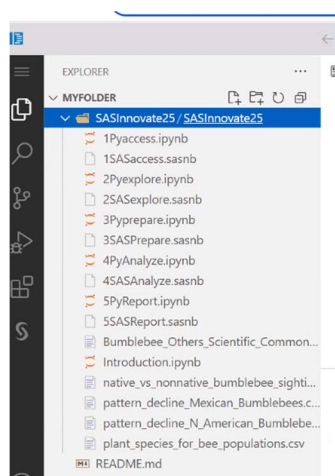 EXPLORER
MYFOLDER
SASInnovate25 / SASInnovate25
1Pyaccess.ipynb
1SASaccess.sasnb
2Pyexplore.ipynb
2SASexplore.sasnb
3Pyprepare.ipynb
3SASPrepare.sasnb
4PyAnalyze.ipynb
4SASAnalyze.sasnb
5PyReport.ipynb
5SASReport.sasnb
Bumblebee_Others_Scientific_Common...
Introduction.ipynb
native_vs_nonnative_bumblebee_sighti...
pattern_decline_Mexican_Bumblebees.c...
pattern_decline_N_American_Bumblebe...
plant_species_for_bee_populations.csv
README.md